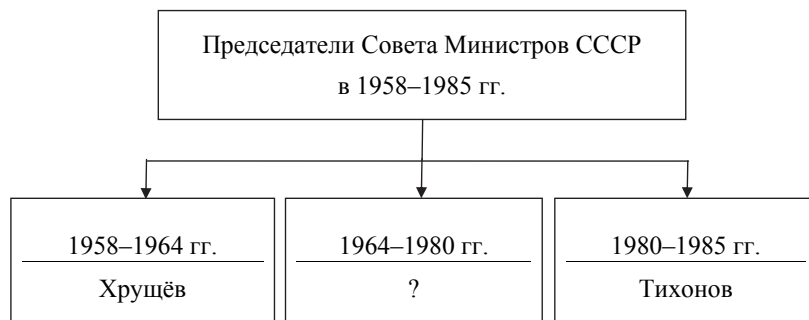 Председатели Совета Министров СССР
в 1958–1985 гг.
1958–1964 гг.
Хрущёв
1964–1980 гг.
?
1980–1985 гг.
Тихонов